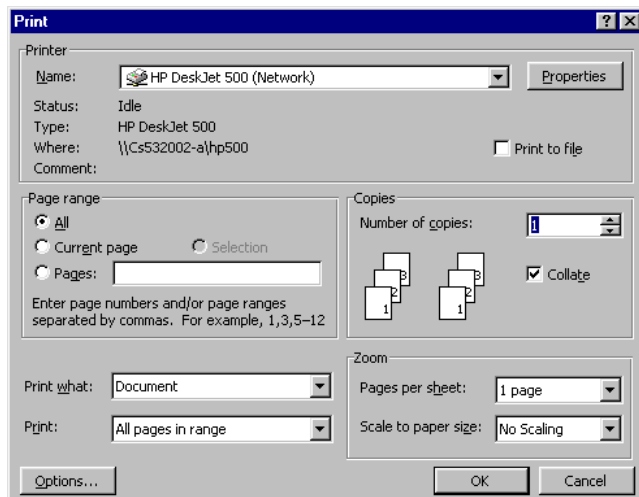 Print
Printer
Name: HP DeskJet 500 (Network) Properties
Status: Idle
Type: HP DeskJet 500
Where: \\Cs532002-a\hp500 Print to file
Comment:
Page range
All
Current page Selection
Pages:
Enter page numbers and/or page ranges
separated by commas. For example, 1,3,5–12
Copies
Number of copies: 1
3 3
2 2
1 1
Collate
Print what: Document
Print: All pages in range
Zoom
Pages per sheet: 1 page
Scale to paper size: No Scaling
Options... OK Cancel